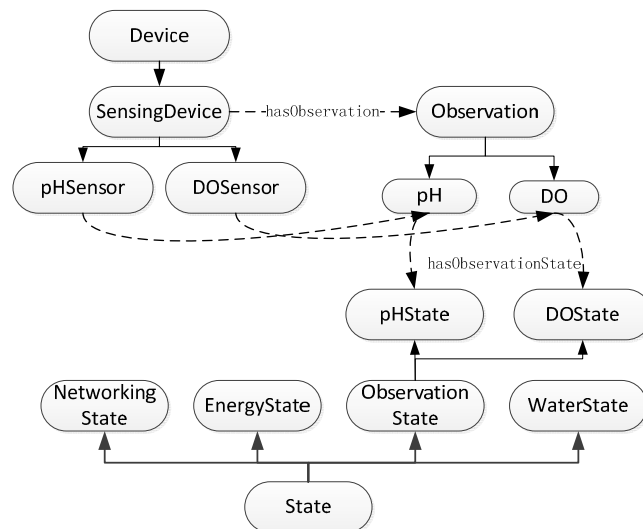 Device
SensingDevice
hasObservation
Observation
pHSensor
DOSensor
pH
DO
hasObservationState
pHState
DOState
Networking
State
EnergyState
Observation
State
WaterState
State